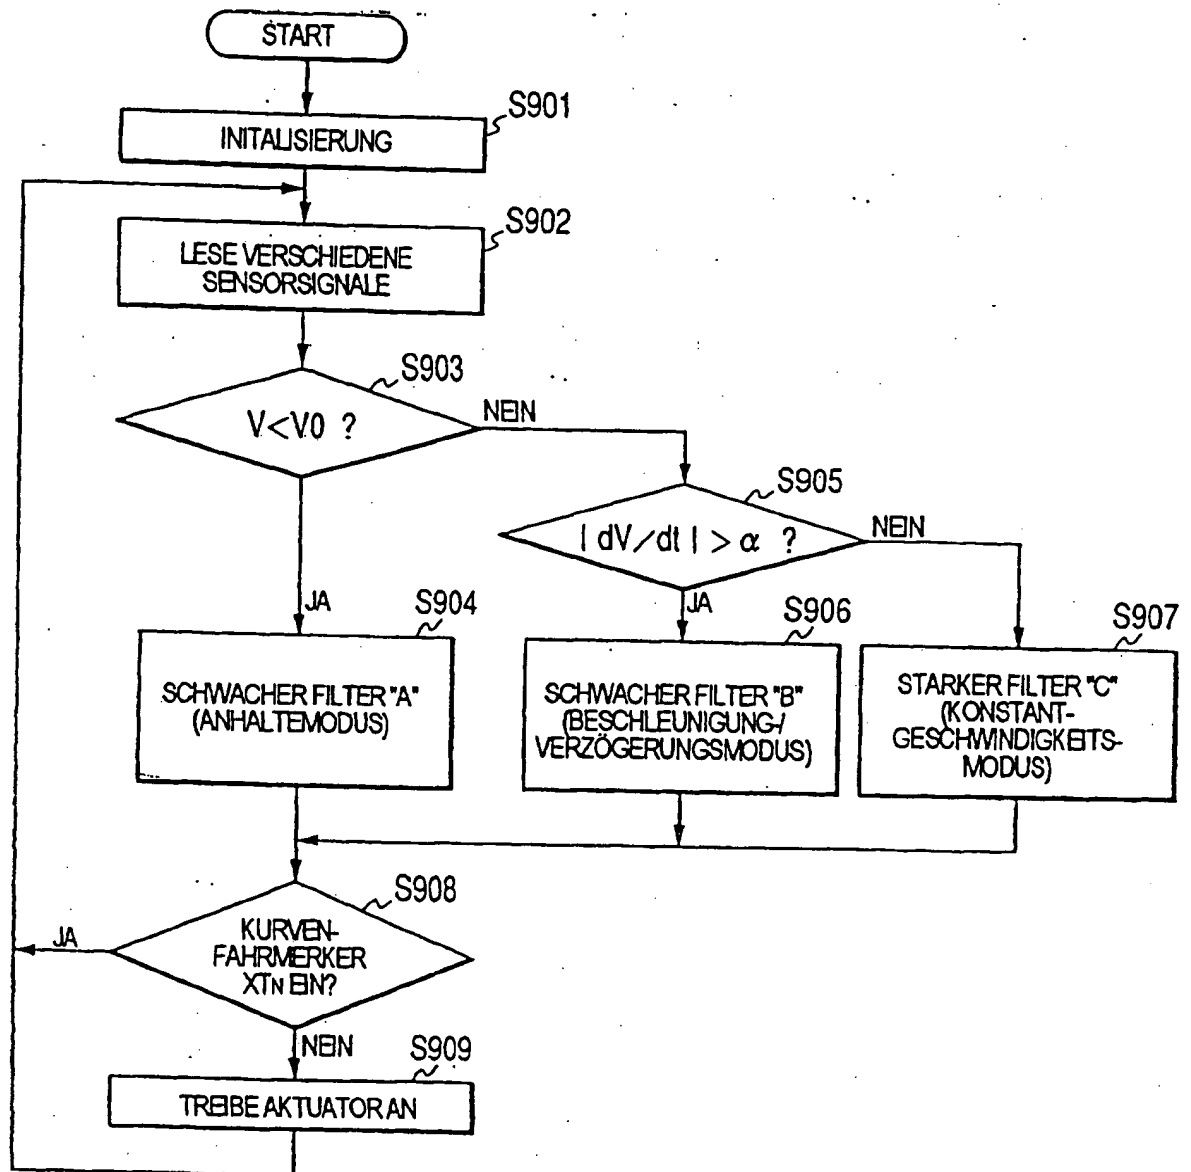 START
S901
INITALISIERUNG
S902
LESE VERSCHIEDENE
SENSORSIGNALE
S903
V<V0 ?
NEIN
S905
| dV/dt | > α ?
NEIN
JA
S904
SCHWACHER FILTER "A"
(ANHALTEMODUS)
JA
S906
SCHWACHER FILTER "B"
(BESCHLEUNIGUNG-/
VERZÖGERUNGSMODUS)
S907
STARKER FILTER "C"
(KONSTANT-
GESCHWINDIGKEITS-
MODUS)
S908
KURVEN-
FAHRMERKER
XTN EIN?
JA
NEIN
S909
TREIBE AKTUATOR AN